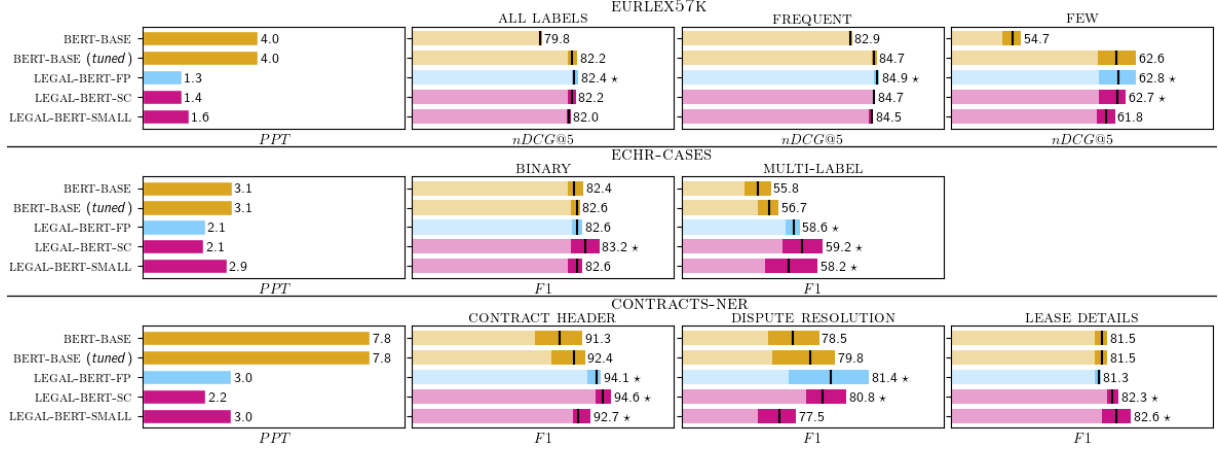 EURLEX57K
ALL LABELS FREQUENT FEW
BERT-BASE 4.0 79.8 82.9 54.7
BERT-BASE (tuned) 4.0 82.2 84.7 62.6
LEGAL-BERT-FP 1.3 82.4 ⋆ 84.9 ⋆ 62.8 ⋆
LEGAL-BERT-SC 1.4 82.2 84.7 62.7 ⋆
LEGAL-BERT-SMALL 1.6 82.0 84.5 61.8
PPT nDCG@5 nDCG@5 nDCG@5
ECHR-CASES
BINARY MULTI-LABEL
BERT-BASE 3.1 82.4 55.8
BERT-BASE (tuned) 3.1 82.6 56.7
LEGAL-BERT-FP 2.1 82.6 58.6 ⋆
LEGAL-BERT-SC 2.1 83.2 ⋆ 59.2 ⋆
LEGAL-BERT-SMALL 2.9 82.6 58.2 ⋆
PPT F1 F1
CONTRACTS-NER
CONTRACT HEADER DISPUTE RESOLUTION LEASE DETAILS
BERT-BASE 7.8 91.3 78.5 81.5
BERT-BASE (tuned) 7.8 92.4 79.8 81.5
LEGAL-BERT-FP 3.0 94.1 ⋆ 81.4 ⋆ 81.3
LEGAL-BERT-SC 2.2 94.6 ⋆ 80.8 ⋆ 82.3 ⋆
LEGAL-BERT-SMALL 3.0 92.7 ⋆ 77.5 82.6 ⋆
PPT F1 F1 F1